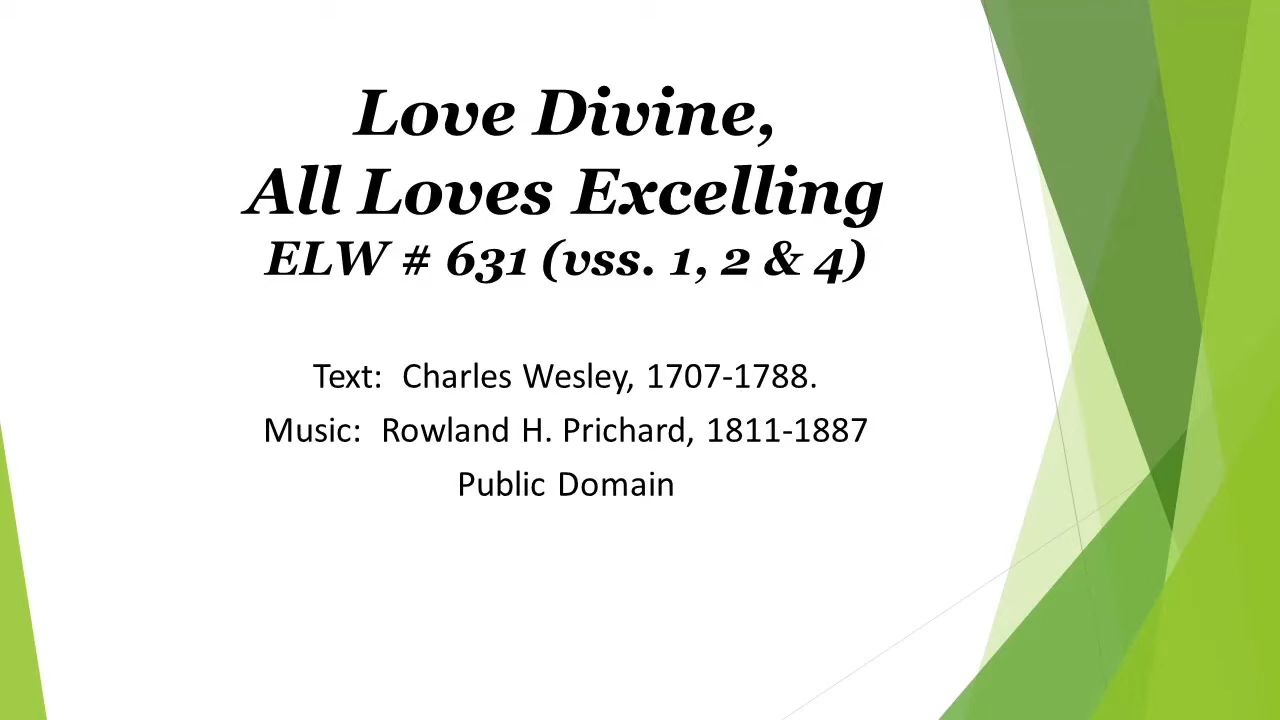 Love Divine,
All Loves Excelling
ELW # 631 (vss. 1, 2 & 4)
Text:  Charles Wesley, 1707-1788.
Music:  Rowland H. Prichard, 1811-1887
Public Domain